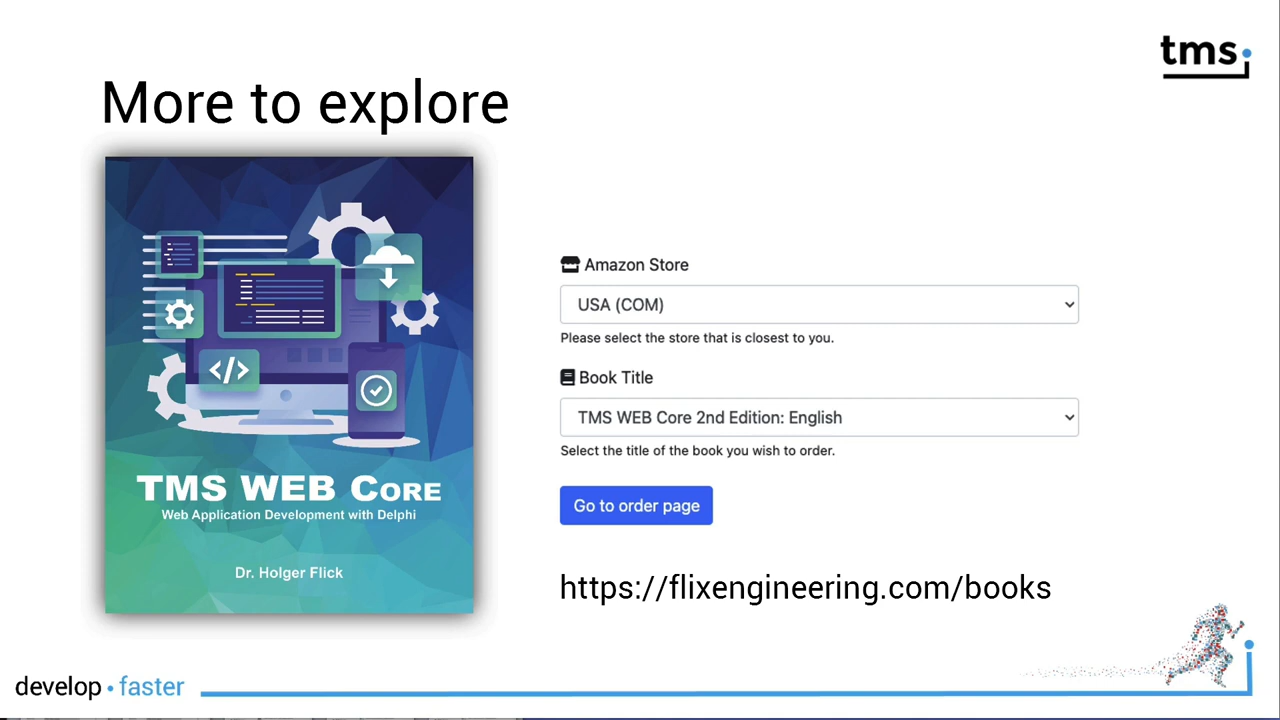 tms
More to explore
</>
TMS WEB CORE
Web Application Development with Delphi
Dr. Holger Flick
Amazon Store
USA (COM)
Please select the store that is closest to you.
Book Title
TMS WEB Core 2nd Edition: English
Select the title of the book you wish to order.
Go to order page
https://flixengineering.com/books
develop • faster